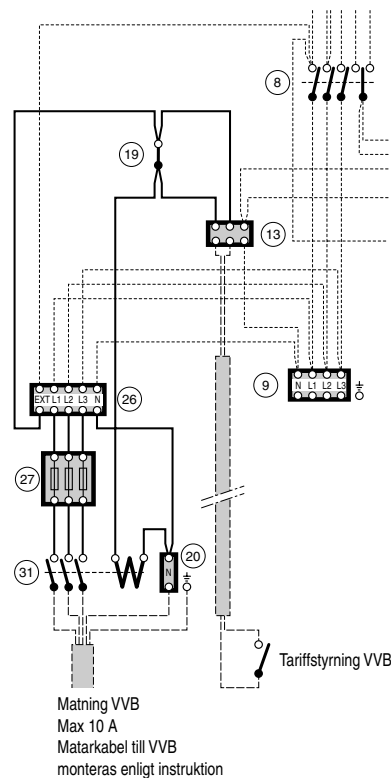 8
19
13
EXT L1 L2 L3 N
26
N L1 L2 L3
9
27
31
N
20
Tariffstyrning VVB
Matning VVB
Max 10 A
Matarkabel till VVB
monteras enligt instruktion